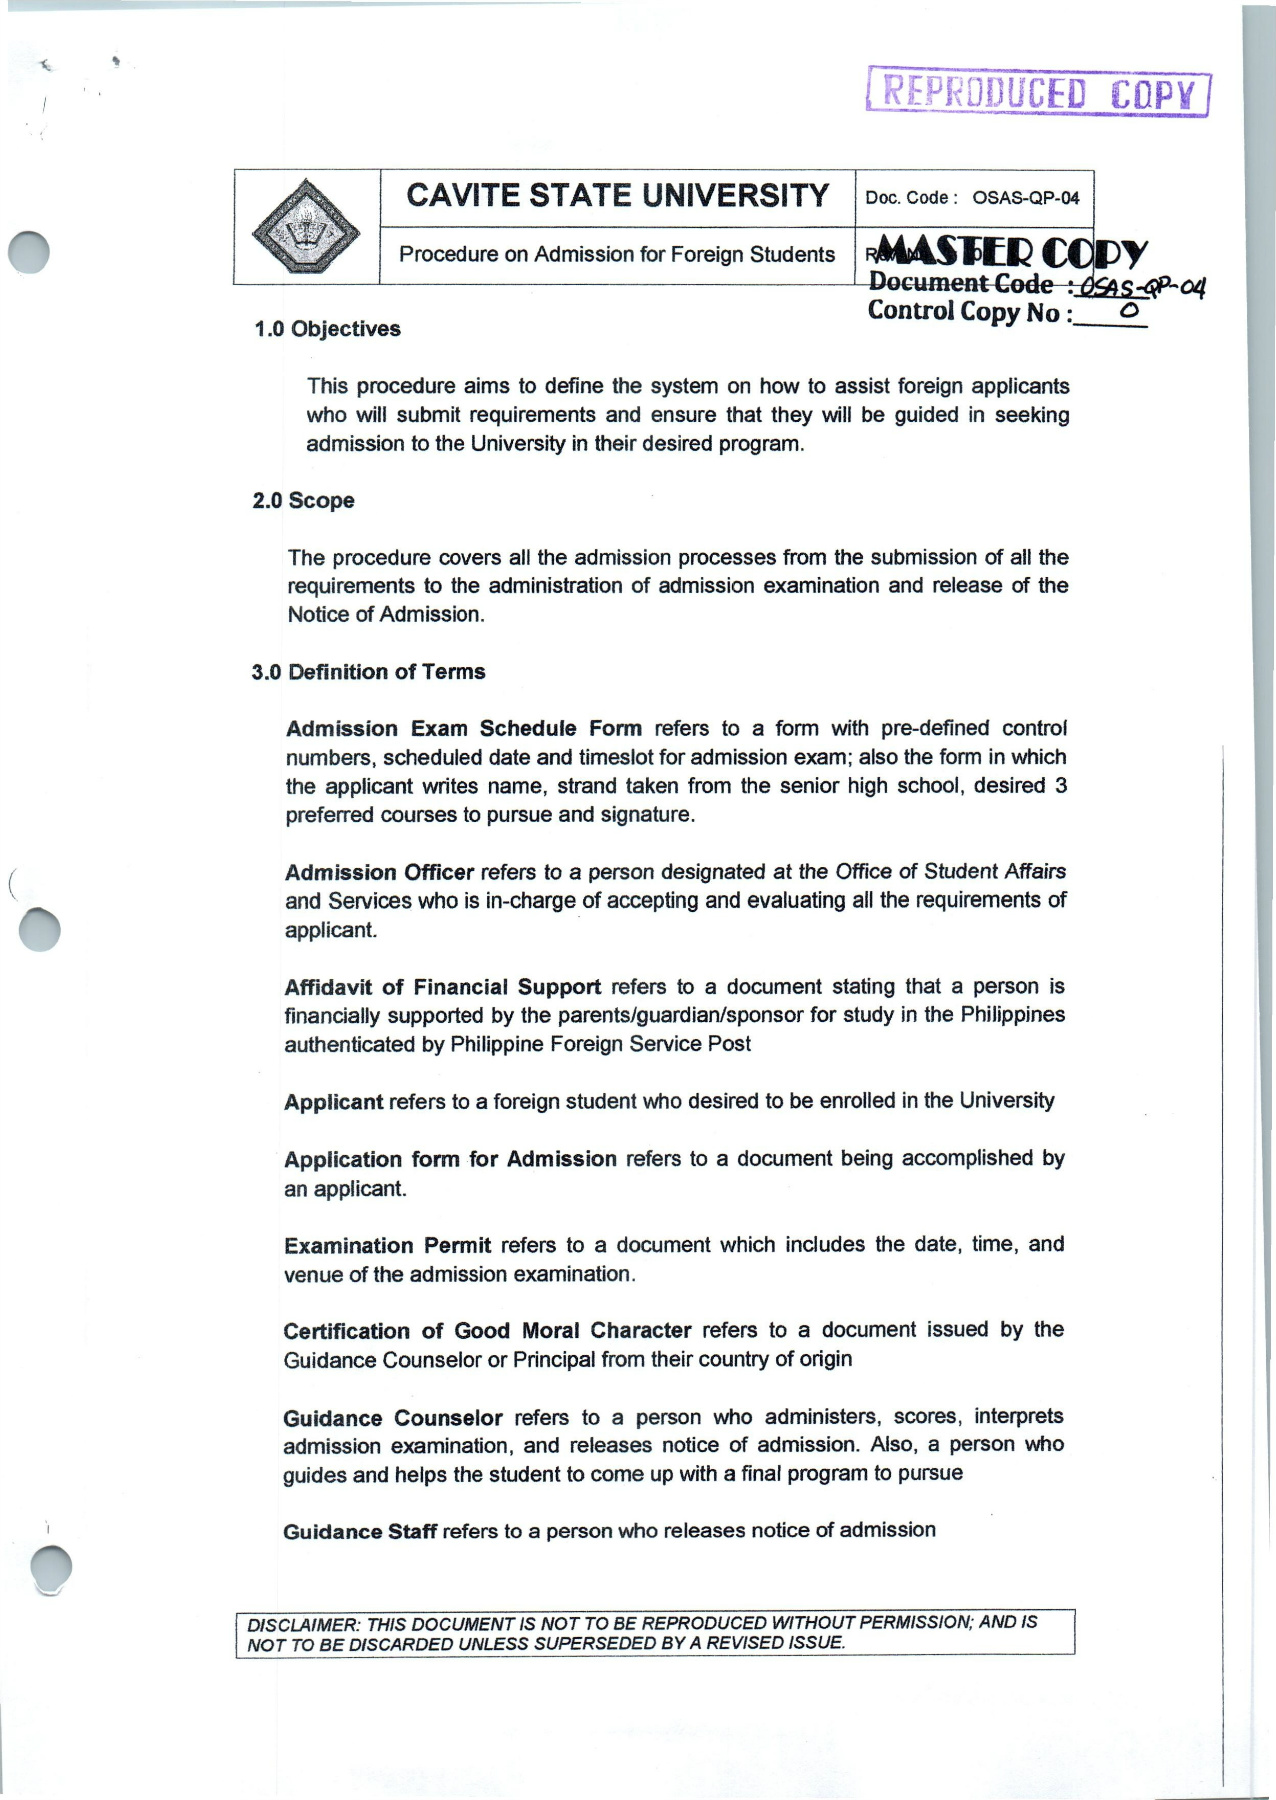 REPRODUCED COPY
CAVITE STATE UNIVERSITY
Doc. Code : OSAS-QP-04
Procedure on Admission for Foreign Students
MASTER COPY
Document Code : OSAS-QP-04
Control Copy No : 0
1.0 Objectives
This procedure aims to define the system on how to assist foreign applicants
who will submit requirements and ensure that they will be guided in seeking
admission to the University in their desired program.
2.0 Scope
The procedure covers all the admission processes from the submission of all the
requirements to the administration of admission examination and release of the
Notice of Admission.
3.0 Definition of Terms
Admission Exam Schedule Form refers to a form with pre-defined control
numbers, scheduled date and timeslot for admission exam; also the form in which
the applicant writes name, strand taken from the senior high school, desired 3
preferred courses to pursue and signature.
Admission Officer refers to a person designated at the Office of Student Affairs
and Services who is in-charge of accepting and evaluating all the requirements of
applicant.
Affidavit of Financial Support refers to a document stating that a person is
financially supported by the parents/guardian/sponsor for study in the Philippines
authenticated by Philippine Foreign Service Post
Applicant refers to a foreign student who desired to be enrolled in the University
Application form for Admission refers to a document being accomplished by
an applicant.
Examination Permit refers to a document which includes the date, time, and
venue of the admission examination.
Certification of Good Moral Character refers to a document issued by the
Guidance Counselor or Principal from their country of origin
Guidance Counselor refers to a person who administers, scores, interprets
admission examination, and releases notice of admission. Also, a person who
guides and helps the student to come up with a final program to pursue
Guidance Staff refers to a person who releases notice of admission
DISCLAIMER: THIS DOCUMENT IS NOT TO BE REPRODUCED WITHOUT PERMISSION; AND IS
NOT TO BE DISCARDED UNLESS SUPERSEDED BY A REVISED ISSUE.